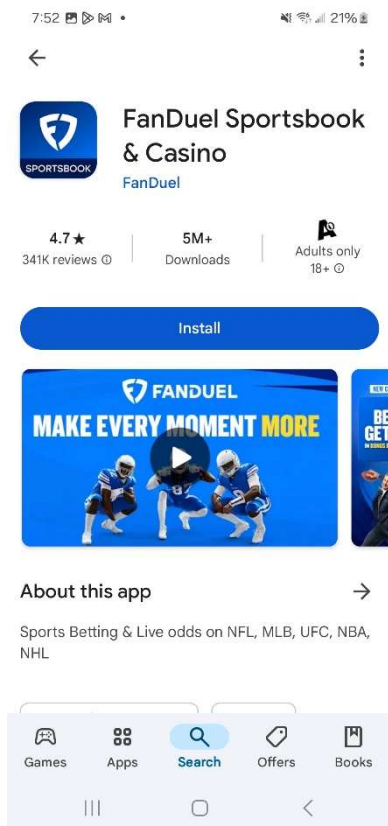 7:52
21%
FanDuel Sportsbook
& Casino
SPORTSBOOK
FanDuel
4.7★
341K reviews
5M+
Downloads
Adults only
18+
Install
FANDUEL
MAKE EVERY MOMENT MORE
BE
GET
About this app
Sports Betting & Live odds on NFL, MLB, UFC, NBA,
NHL
Games
Apps
Search
Offers
Books